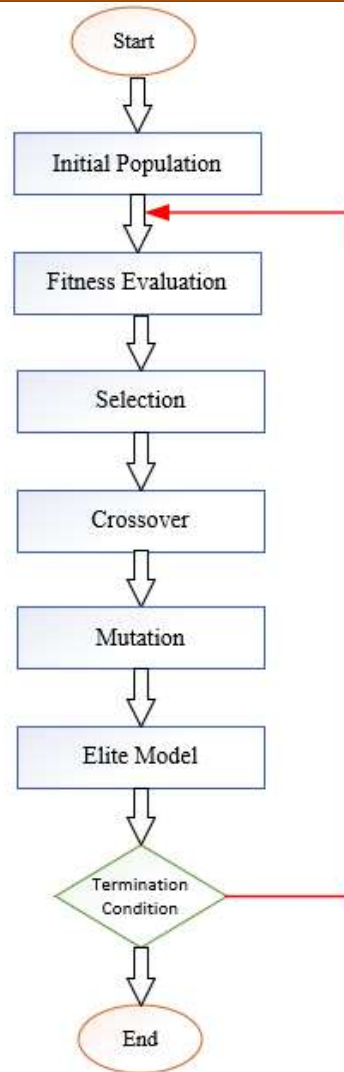 Start
Initial Population
Fitness Evaluation
Selection
Crossover
Mutation
Elite Model
Termination
Condition
End